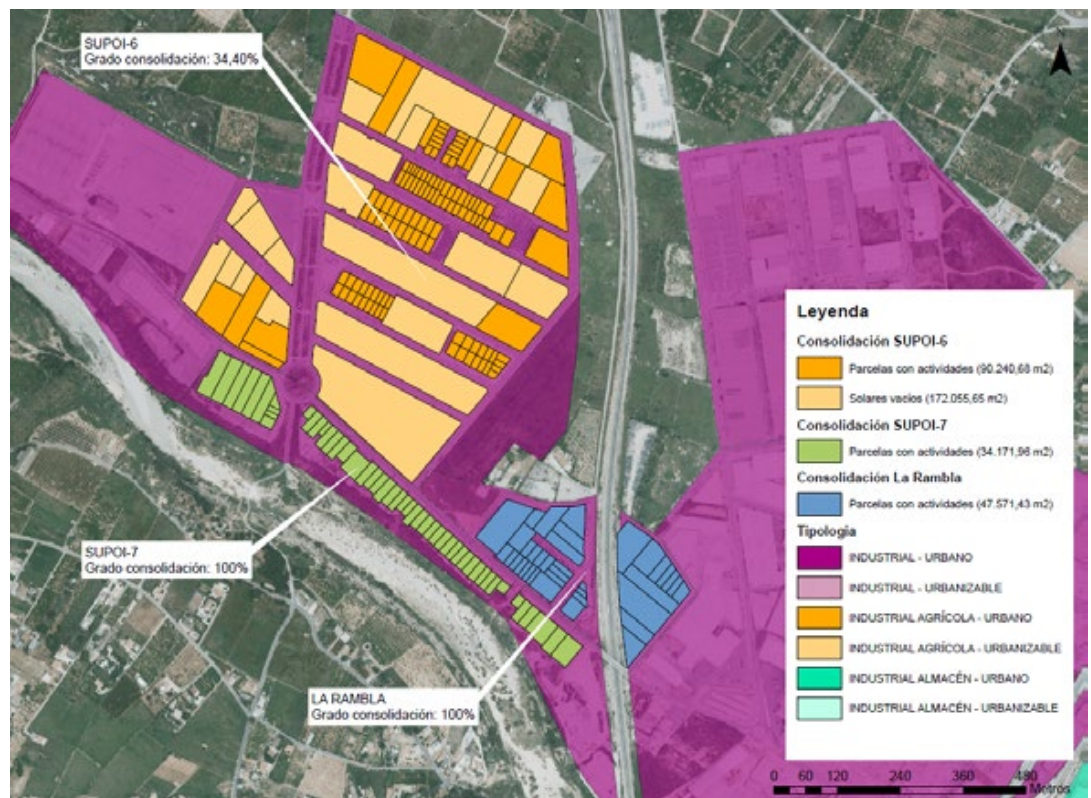 SUPOI-6
Grado consolidación: 34,40%
SUPOI-7
Grado consolidación: 100%
LA RAMBLA
Grado consolidación: 100%
Leyenda
Consolidación SUPOI-6
Parcelas con actividades (90.240,68 m2)
Solares vacíos (172.055,65 m2)
Consolidación SUPOI-7
Parcelas con actividades (34.171,96 m2)
Consolidación La Rambla
Parcelas con actividades (47.571,43 m2)
Tipología
INDUSTRIAL - URBANO
INDUSTRIAL - URBANIZABLE
INDUSTRIAL AGRÍCOLA - URBANO
INDUSTRIAL AGRÍCOLA - URBANIZABLE
INDUSTRIAL ALMACÉN - URBANO
INDUSTRIAL ALMACÉN - URBANIZABLE
0 60 120 240 360 480
Metros